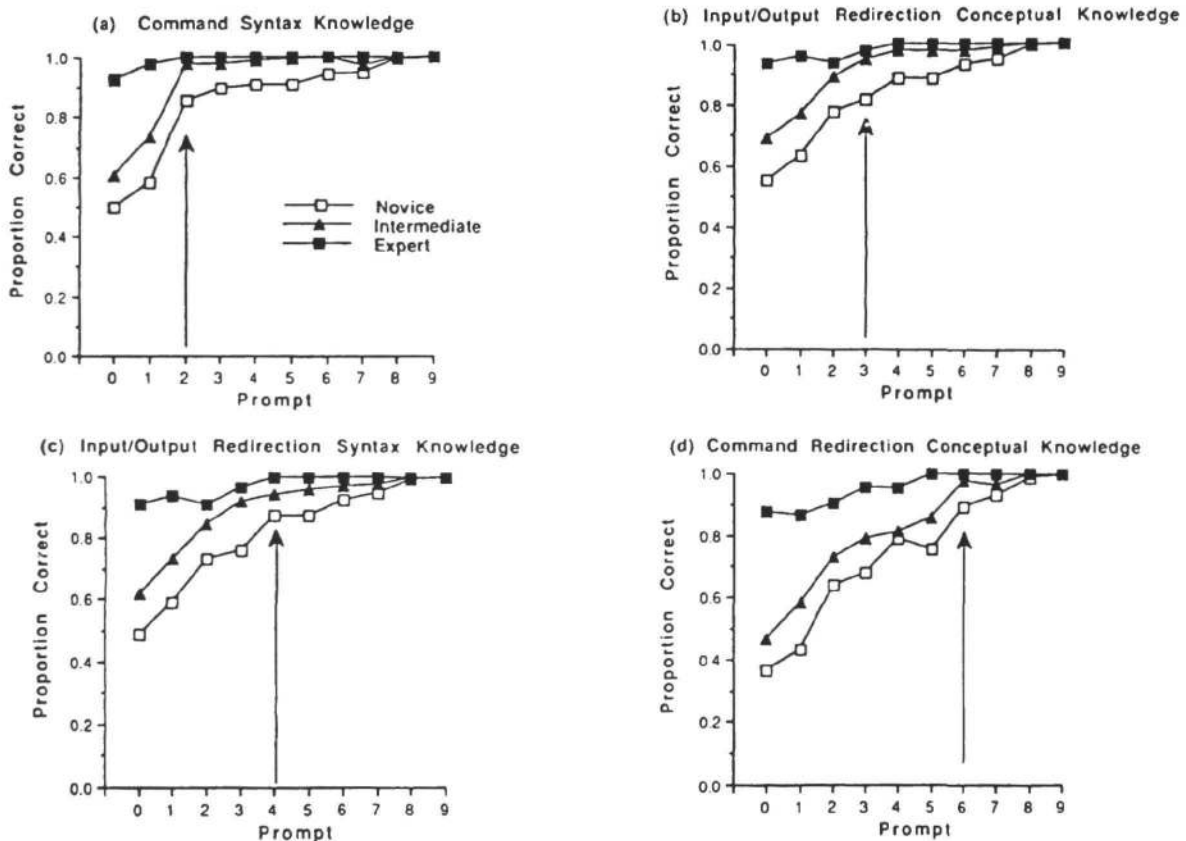 (a) Command Syntax Knowledge
Proportion Correct
1.0
0.8
0.6
0.4
0.2
0.0
0 1 2 3 4 5 6 7 8 9
Prompt
Novice
Intermediate
Expert
(b) Input/Output Redirection Conceptual Knowledge
Proportion Correct
1.0
0.8
0.6
0.4
0.2
0.0
0 1 2 3 4 5 6 7 8 9
Prompt
(c) Input/Output Redirection Syntax Knowledge
Proportion Correct
1.0
0.8
0.6
0.4
0.2
0.0
0 1 2 3 4 5 6 7 8 9
Prompt
(d) Command Redirection Conceptual Knowledge
Proportion Correct
1.0
0.8
0.6
0.4
0.2
0.0
0 1 2 3 4 5 6 7 8 9
Prompt